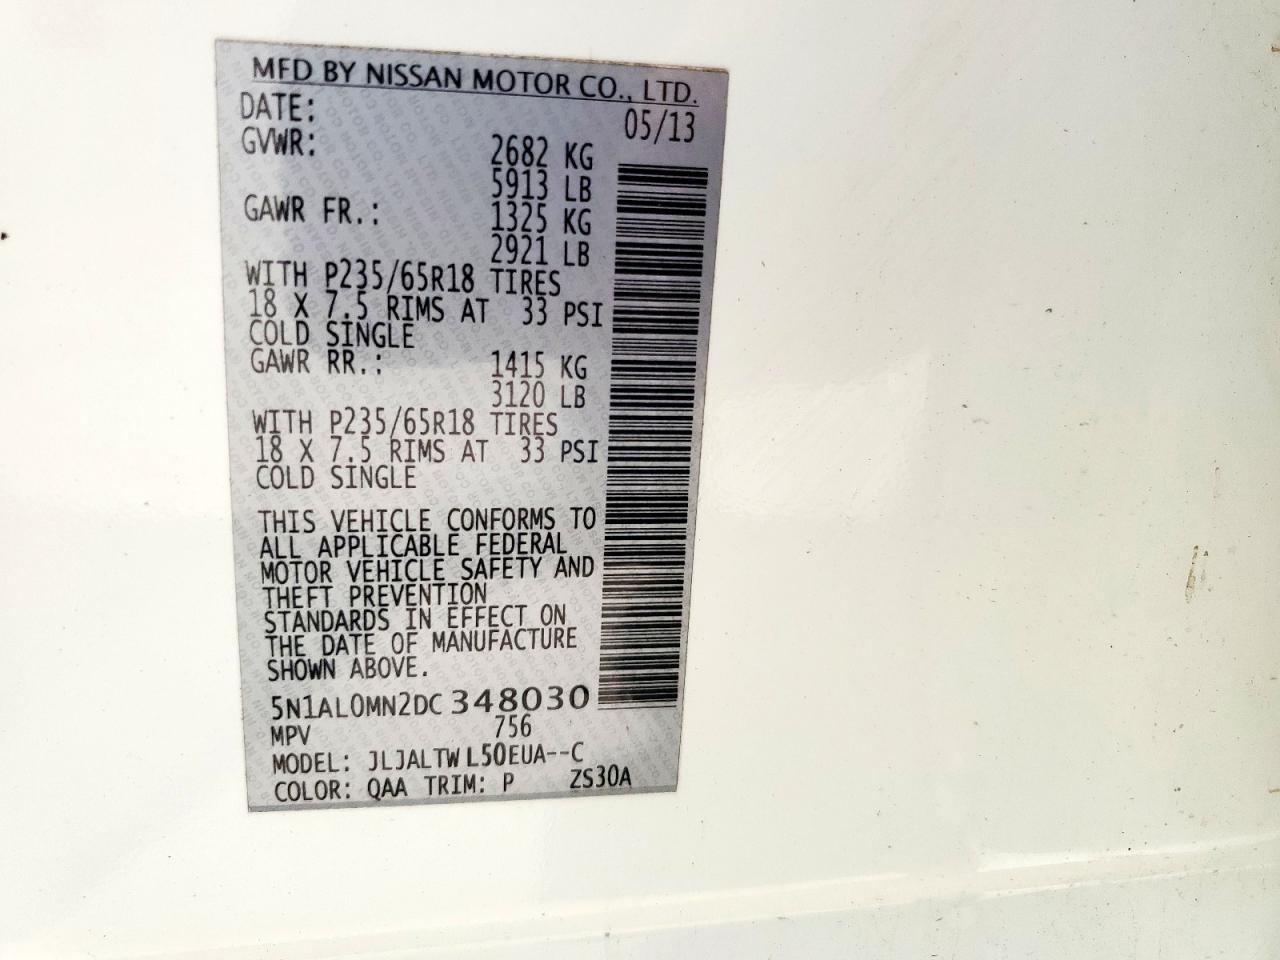 MFD BY NISSAN MOTOR CO., LTD.
DATE: 05/13
GVWR: 2682 KG
5913 LB
GAWR FR.: 1325 KG
2921 LB
WITH P235/65R18 TIRES
18 X 7.5 RIMS AT 33 PSI
COLD SINGLE
GAWR RR.: 1415 KG
3120 LB
WITH P235/65R18 TIRES
18 X 7.5 RIMS AT 33 PSI
COLD SINGLE
THIS VEHICLE CONFORMS TO
ALL APPLICABLE FEDERAL
MOTOR VEHICLE SAFETY AND
THEFT PREVENTION
STANDARDS IN EFFECT ON
THE DATE OF MANUFACTURE
SHOWN ABOVE.
5N1AL0MN2DC348030
MPV 756
MODEL: JLJALTWL50EUA--C
COLOR: QAA TRIM: P ZS30A